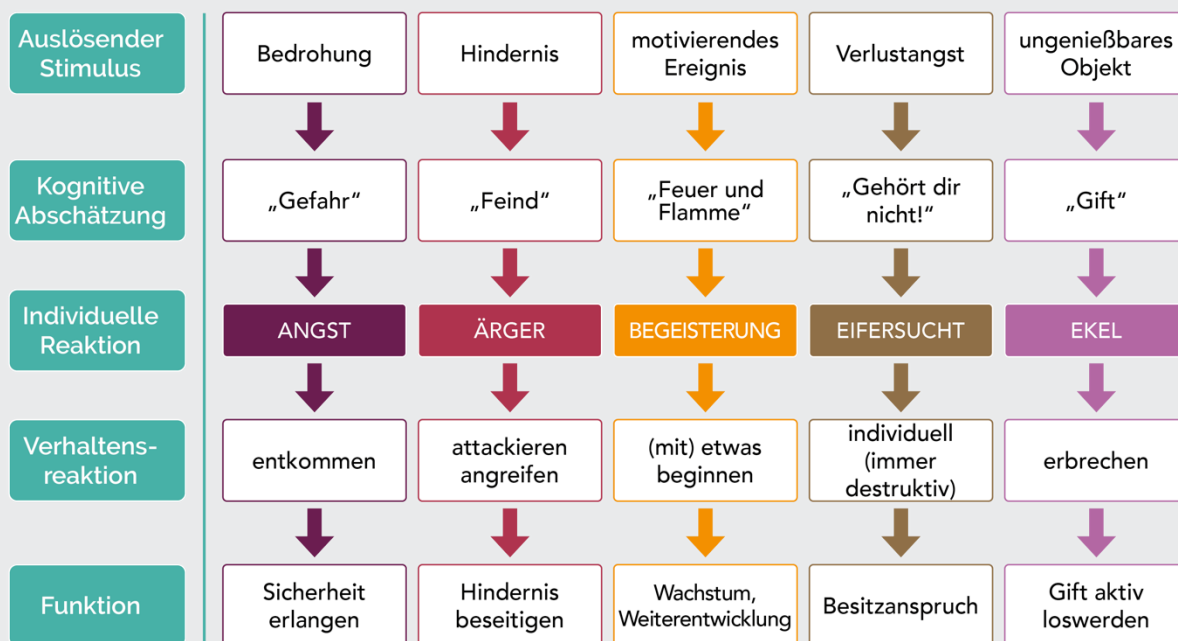 Auslösender
Stimulus
Bedrohung
Hindernis
motivierendes
Ereignis
Verlustangst
ungenießbares
Objekt
Kognitive
Abschätzung
„Gefahr“
„Feind“
„Feuer und
Flamme“
„Gehört dir
nicht!“
„Gift“
Individuelle
Reaktion
ANGST
ÄRGER
BEGEISTERUNG
EIFERSUCHT
EKEL
Verhaltens-
reaktion
entkommen
attackieren
angreifen
(mit) etwas
beginnen
individuell
(immer
destruktiv)
erbrechen
Funktion
Sicherheit
erlangen
Hindernis
beseitigen
Wachstum,
Weiterentwicklung
Besitzanspruch
Gift aktiv
loswerden